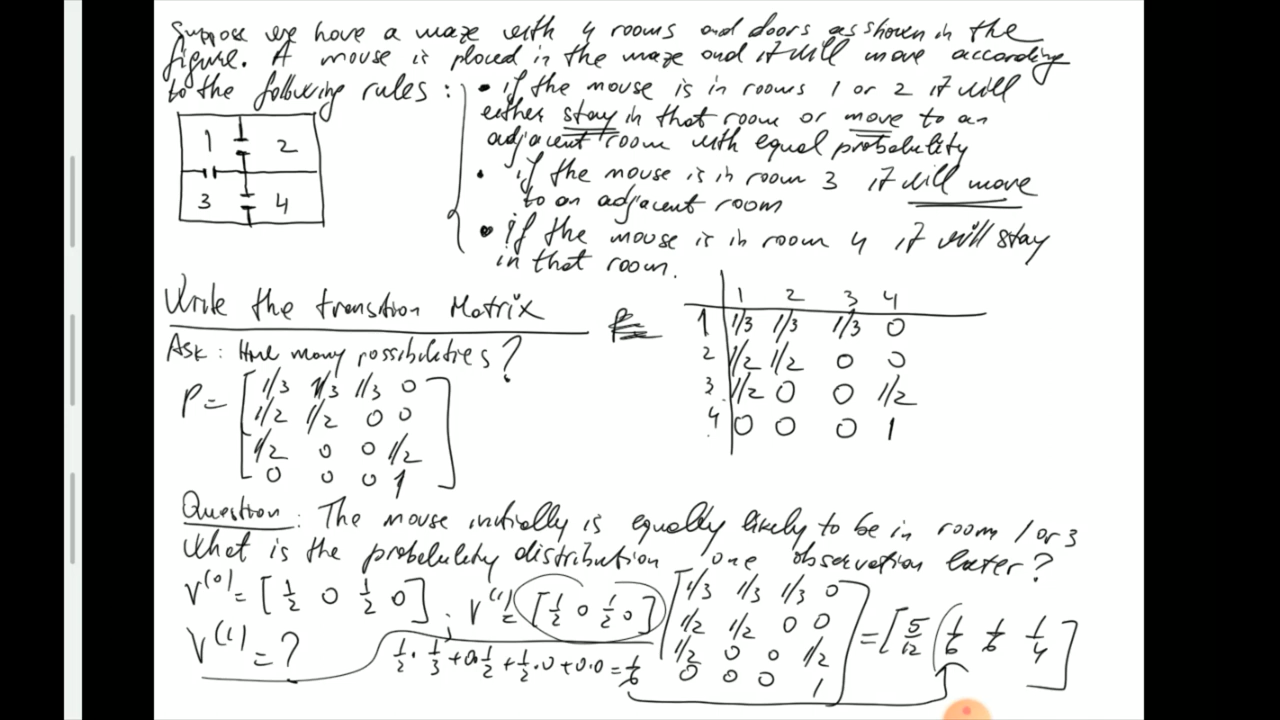 Suppose we have a maze with 4 rooms and doors as shown in the
figure. A mouse is placed in the maze and it will move according
to the following rules :
• if the mouse is in rooms 1 or 2 it will
either stay in that room or move to an
adjacent room with equal probability
• if the mouse is in room 3 it will move
to an adjacent room
• if the mouse is in room 4 it will stay
in that room.
1 2
3 4
Write the transition Matrix
1 2 3 4
1 1/3 1/3 1/3 0
2 1/2 1/2 0 0
3 1/2 0 0 1/2
4 0 0 0 1
Ask : How many possibilities ?
P = [ 1/3 1/3 1/3 0
1/2 1/2 0 0
1/2 0 0 1/2
0 0 0 1 ]
Question : The mouse initially is equally likely to be in room 1 or 3
What is the probability distribution one observation later ?
V^(0) = [ 1/2 0 1/2 0 ] ; V^(1) = [ 1/2 0 1/2 0 ] [ 1/3 1/3 1/3 0
1/2 1/2 0 0
1/2 0 0 1/2
0 0 0 1 ] = [ 5/12 1/6 1/6 1/4 ]
V^(1) = ?
1/2 · 1/3 + 0 · 1/2 + 1/2 · 0 + 0 · 0 = 1/6